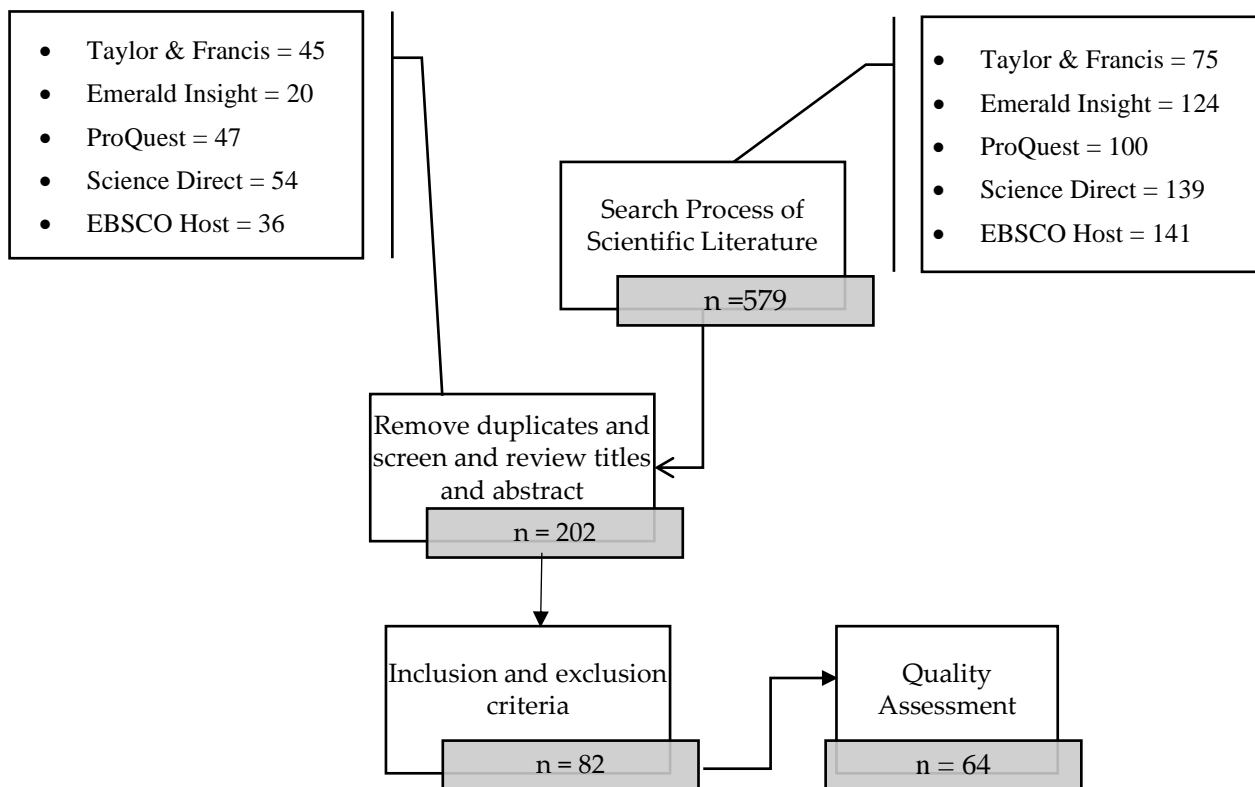 • Taylor & Francis = 45
• Emerald Insight = 20
• ProQuest = 47
• Science Direct = 54
• EBSCO Host = 36
• Taylor & Francis = 75
• Emerald Insight = 124
• ProQuest = 100
• Science Direct = 139
• EBSCO Host = 141
Search Process of
Scientific Literature
n =579
Remove duplicates and
screen and review titles
and abstract
n = 202
Inclusion and exclusion
criteria
n = 82
Quality
Assessment
n = 64